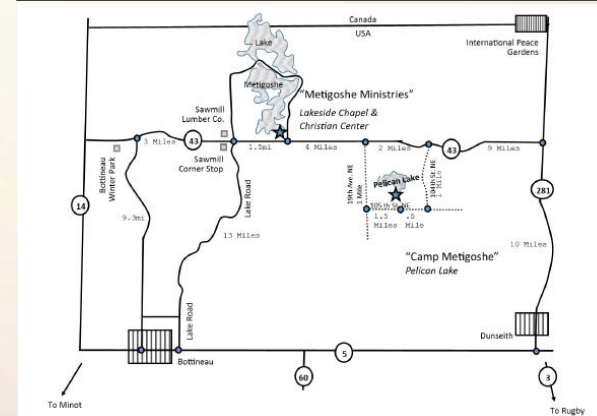 Canada
USA
International Peace
Gardens
Lake
Metigoshe
"Metigoshe Ministries"
Lakeside Chapel &
Christian Center
Sawmill
Lumber Co.
3 Miles
43
1.5mi
4 Miles
2 Miles
43
9 Miles
Sawmill
Corner Stop
Bottineau
Winter Park
Lake Road
19th Ave. NE
1 Mile
Pelican Lake
1 Mile
105th St. NE
1.5
Miles
.5
Mile
14
281
9.3mi
13 Miles
10 Miles
"Camp Metigoshe"
Pelican Lake
Lake Road
Dunseith
Bottineau
5
60
3
To Minot
To Rugby